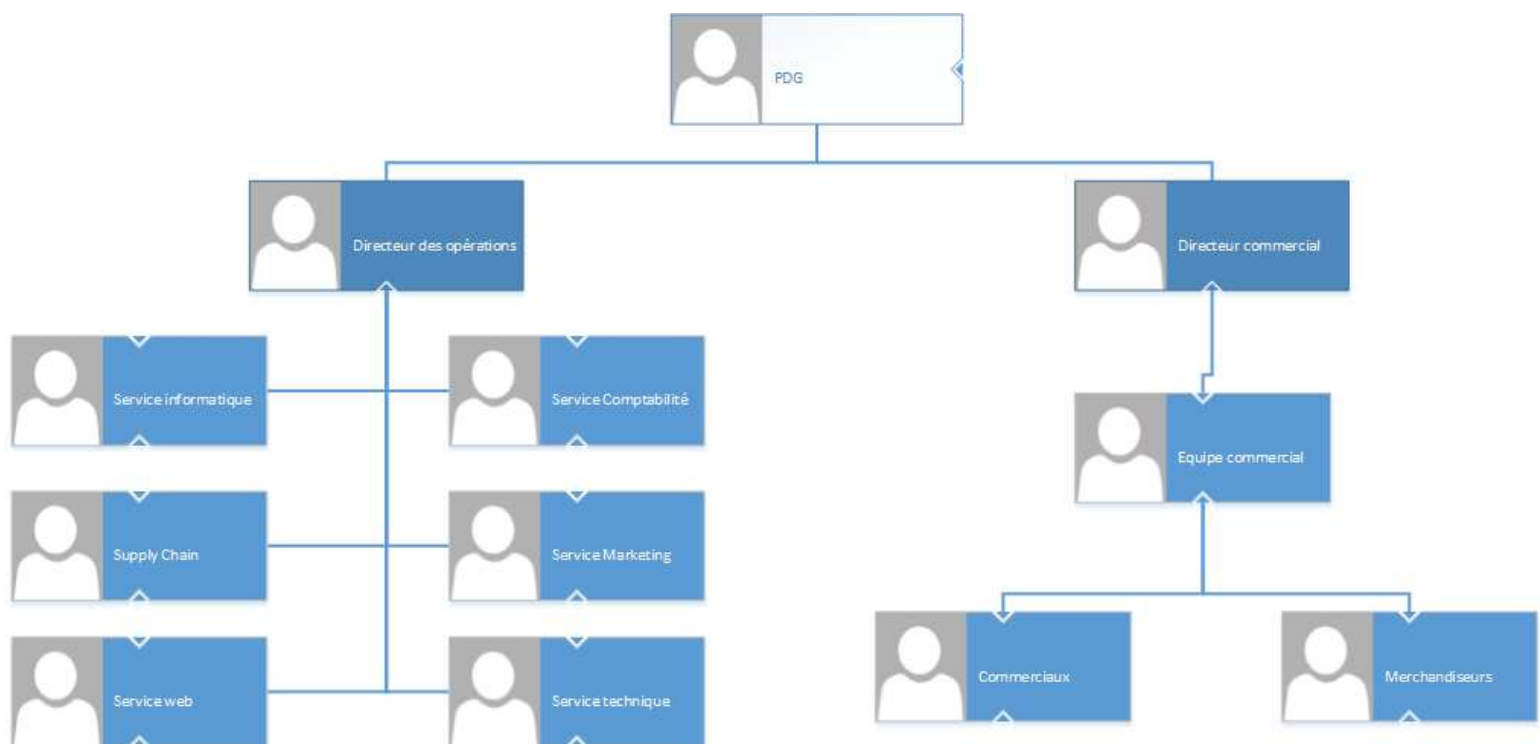 PDG
Directeur des opérations
Directeur commercial
Service informatique
Service Comptabilité
Equipe commercial
Supply Chain
Service Marketing
Commerciaux
Merchandiseurs
Service web
Service technique